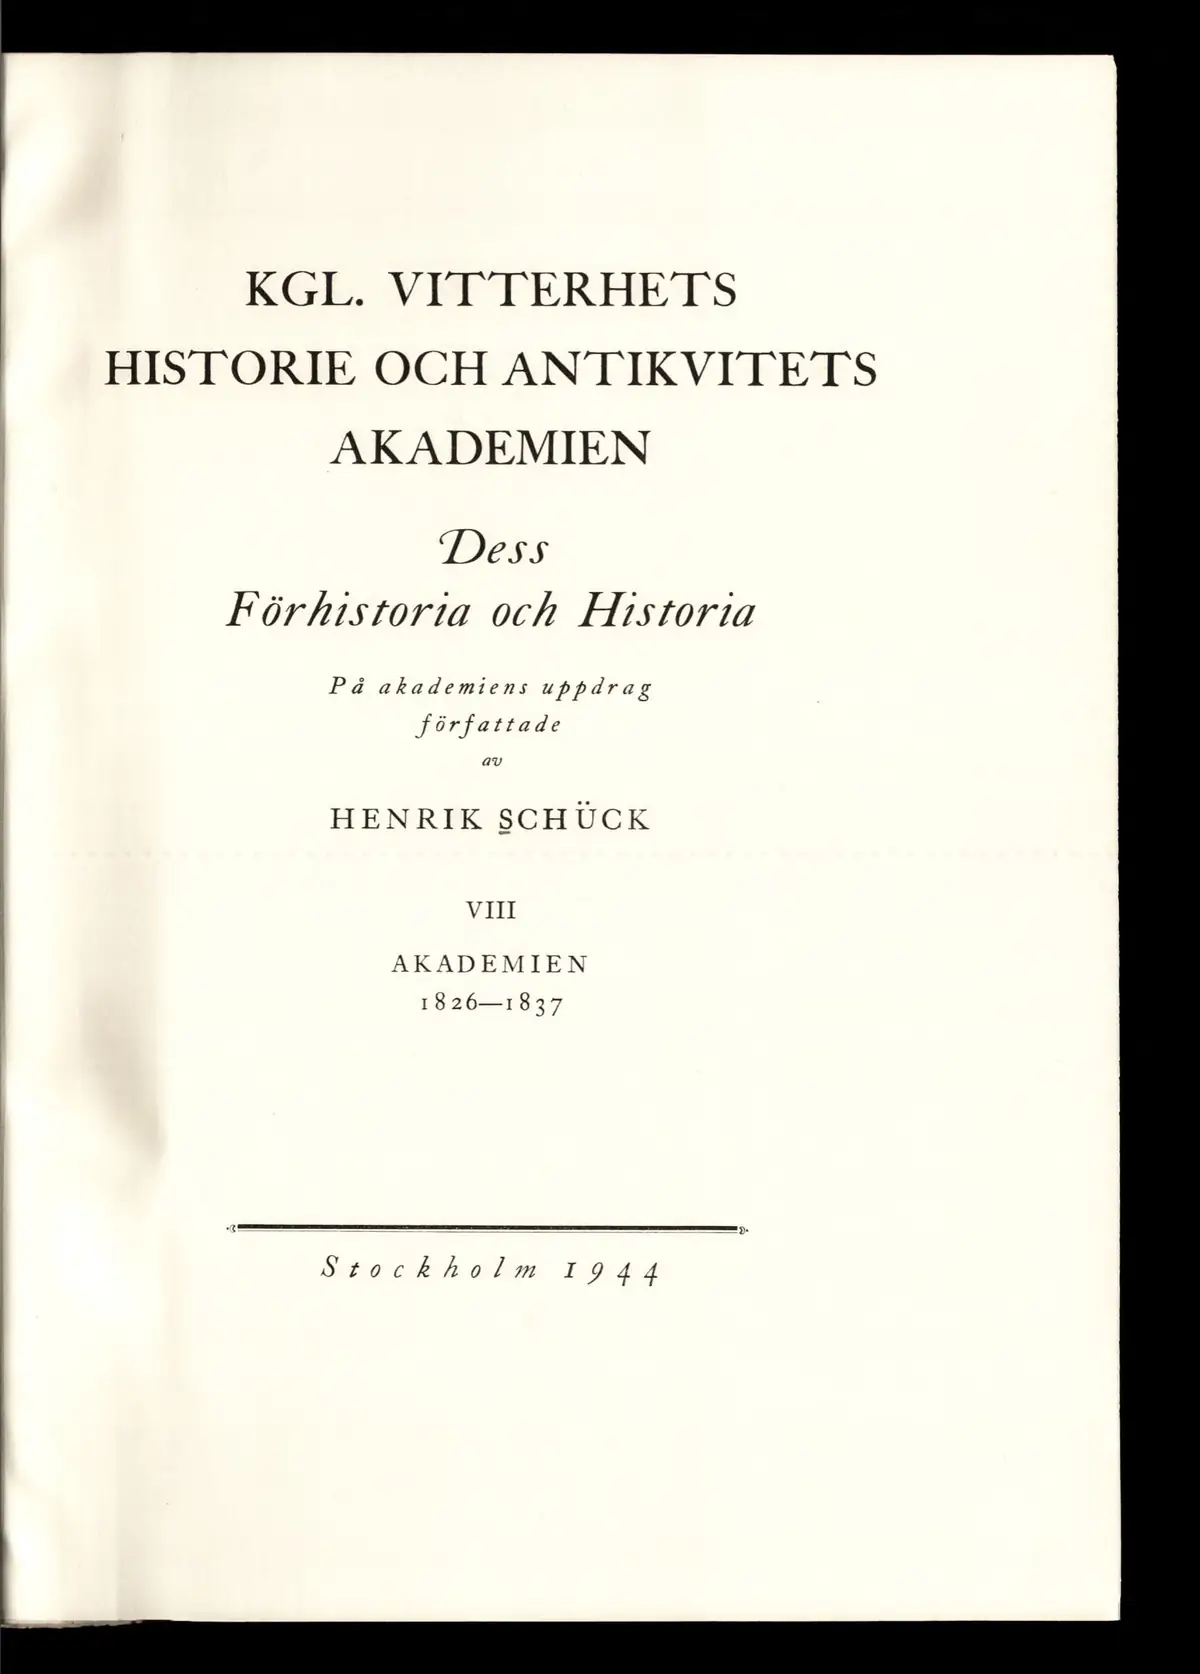 KGL. VITTERHETS
HISTORIE OCH ANTIKVITETS
AKADEMIEN
Dess
Förhistoria och Historia
På akademiens uppdrag
författade
av
HENRIK SCHÜCK
VIII
AKADEMIEN
1826—1837
Stockholm 1944